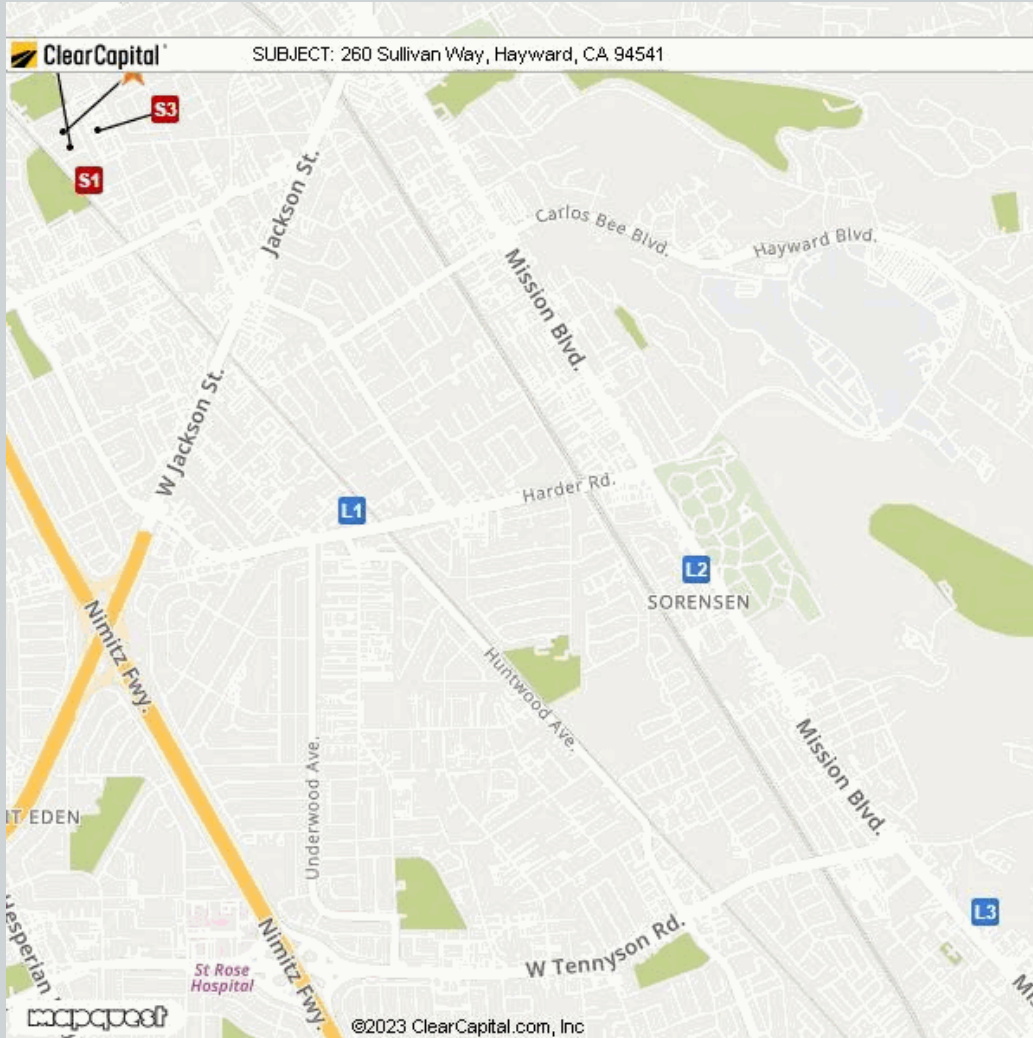 ClearCapital
SUBJECT: 260 Sullivan Way, Hayward, CA 94541
S3
S1
Jackson St.
Carlos Bee Blvd.
Hayward Blvd.
Mission Blvd.
W Jackson St.
Harder Rd.
L1
L2
SORENSEN
Nimitz Fwy.
Huntwood Ave.
Mission Blvd.
Underwood Ave.
IT EDEN
L3
Hesperian
Nimitz Fwy.
W Tennyson Rd.
St Rose
Hospital
mapquest
©2023 ClearCapital.com, Inc